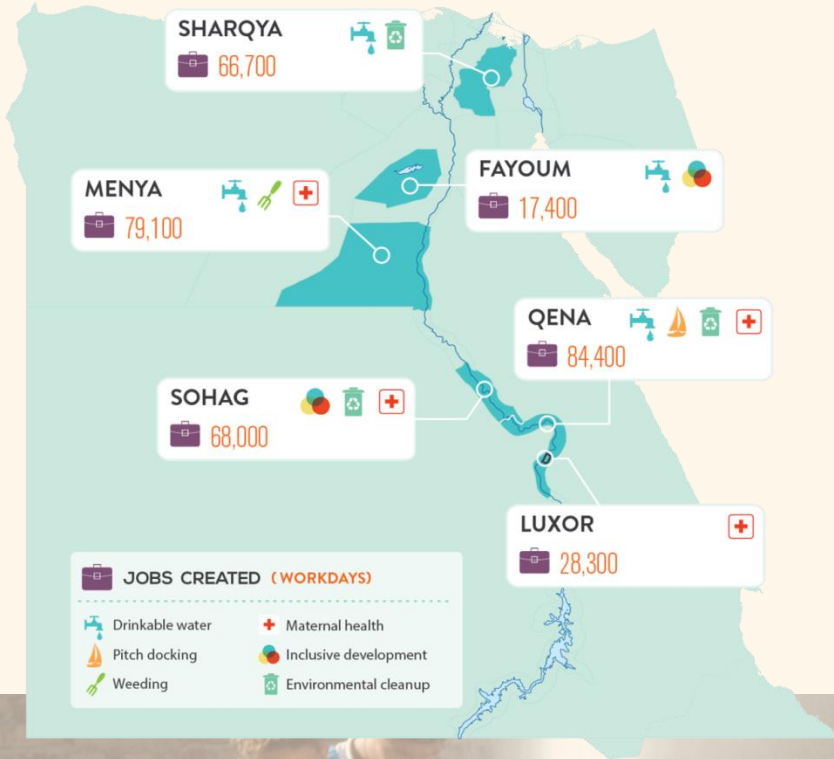 SHARQYA
66,700
MENYA
79,100
FAYOUM
17,400
QENA
84,400
SOHAG
68,000
LUXOR
28,300
JOBS CREATED (WORKDAYS)
Drinkable water
Maternal health
Pitch docking
Inclusive development
Weeding
Environmental cleanup